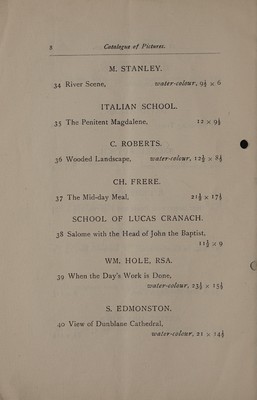 8 Catalogue of Pictures.
M. STANLEY.
34 River Scene, water-colour, 9½ × 6
ITALIAN SCHOOL.
35 The Penitent Magdalene, 12 × 9½
C. ROBERTS.
36 Wooded Landscape, water-colour, 12½ × 8½
CH. FRERE.
37 The Mid-day Meal, 21½ × 17½
SCHOOL OF LUCAS CRANACH.
38 Salome with the Head of John the Baptist,
11½ × 9
WM. HOLE, RSA.
39 When the Day's Work is Done,
water-colour, 23½ × 15½
S. EDMONSTON.
40 View of Dunblane Cathedral,
water-colour, 21 × 14½